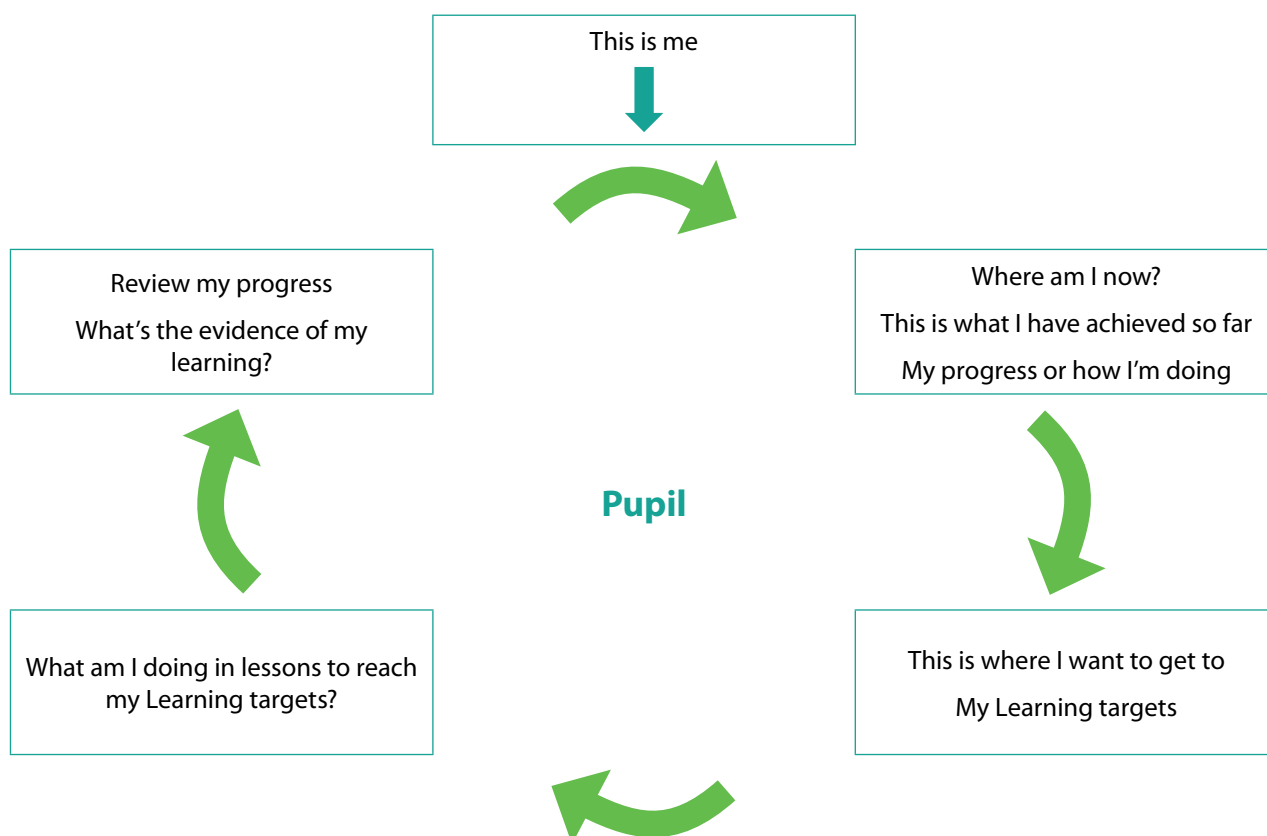 This is me
Where am I now?
This is what I have achieved so far
My progress or how I'm doing
This is where I want to get to
My Learning targets
What am I doing in lessons to reach
my Learning targets?
Review my progress
What's the evidence of my
learning?
Pupil